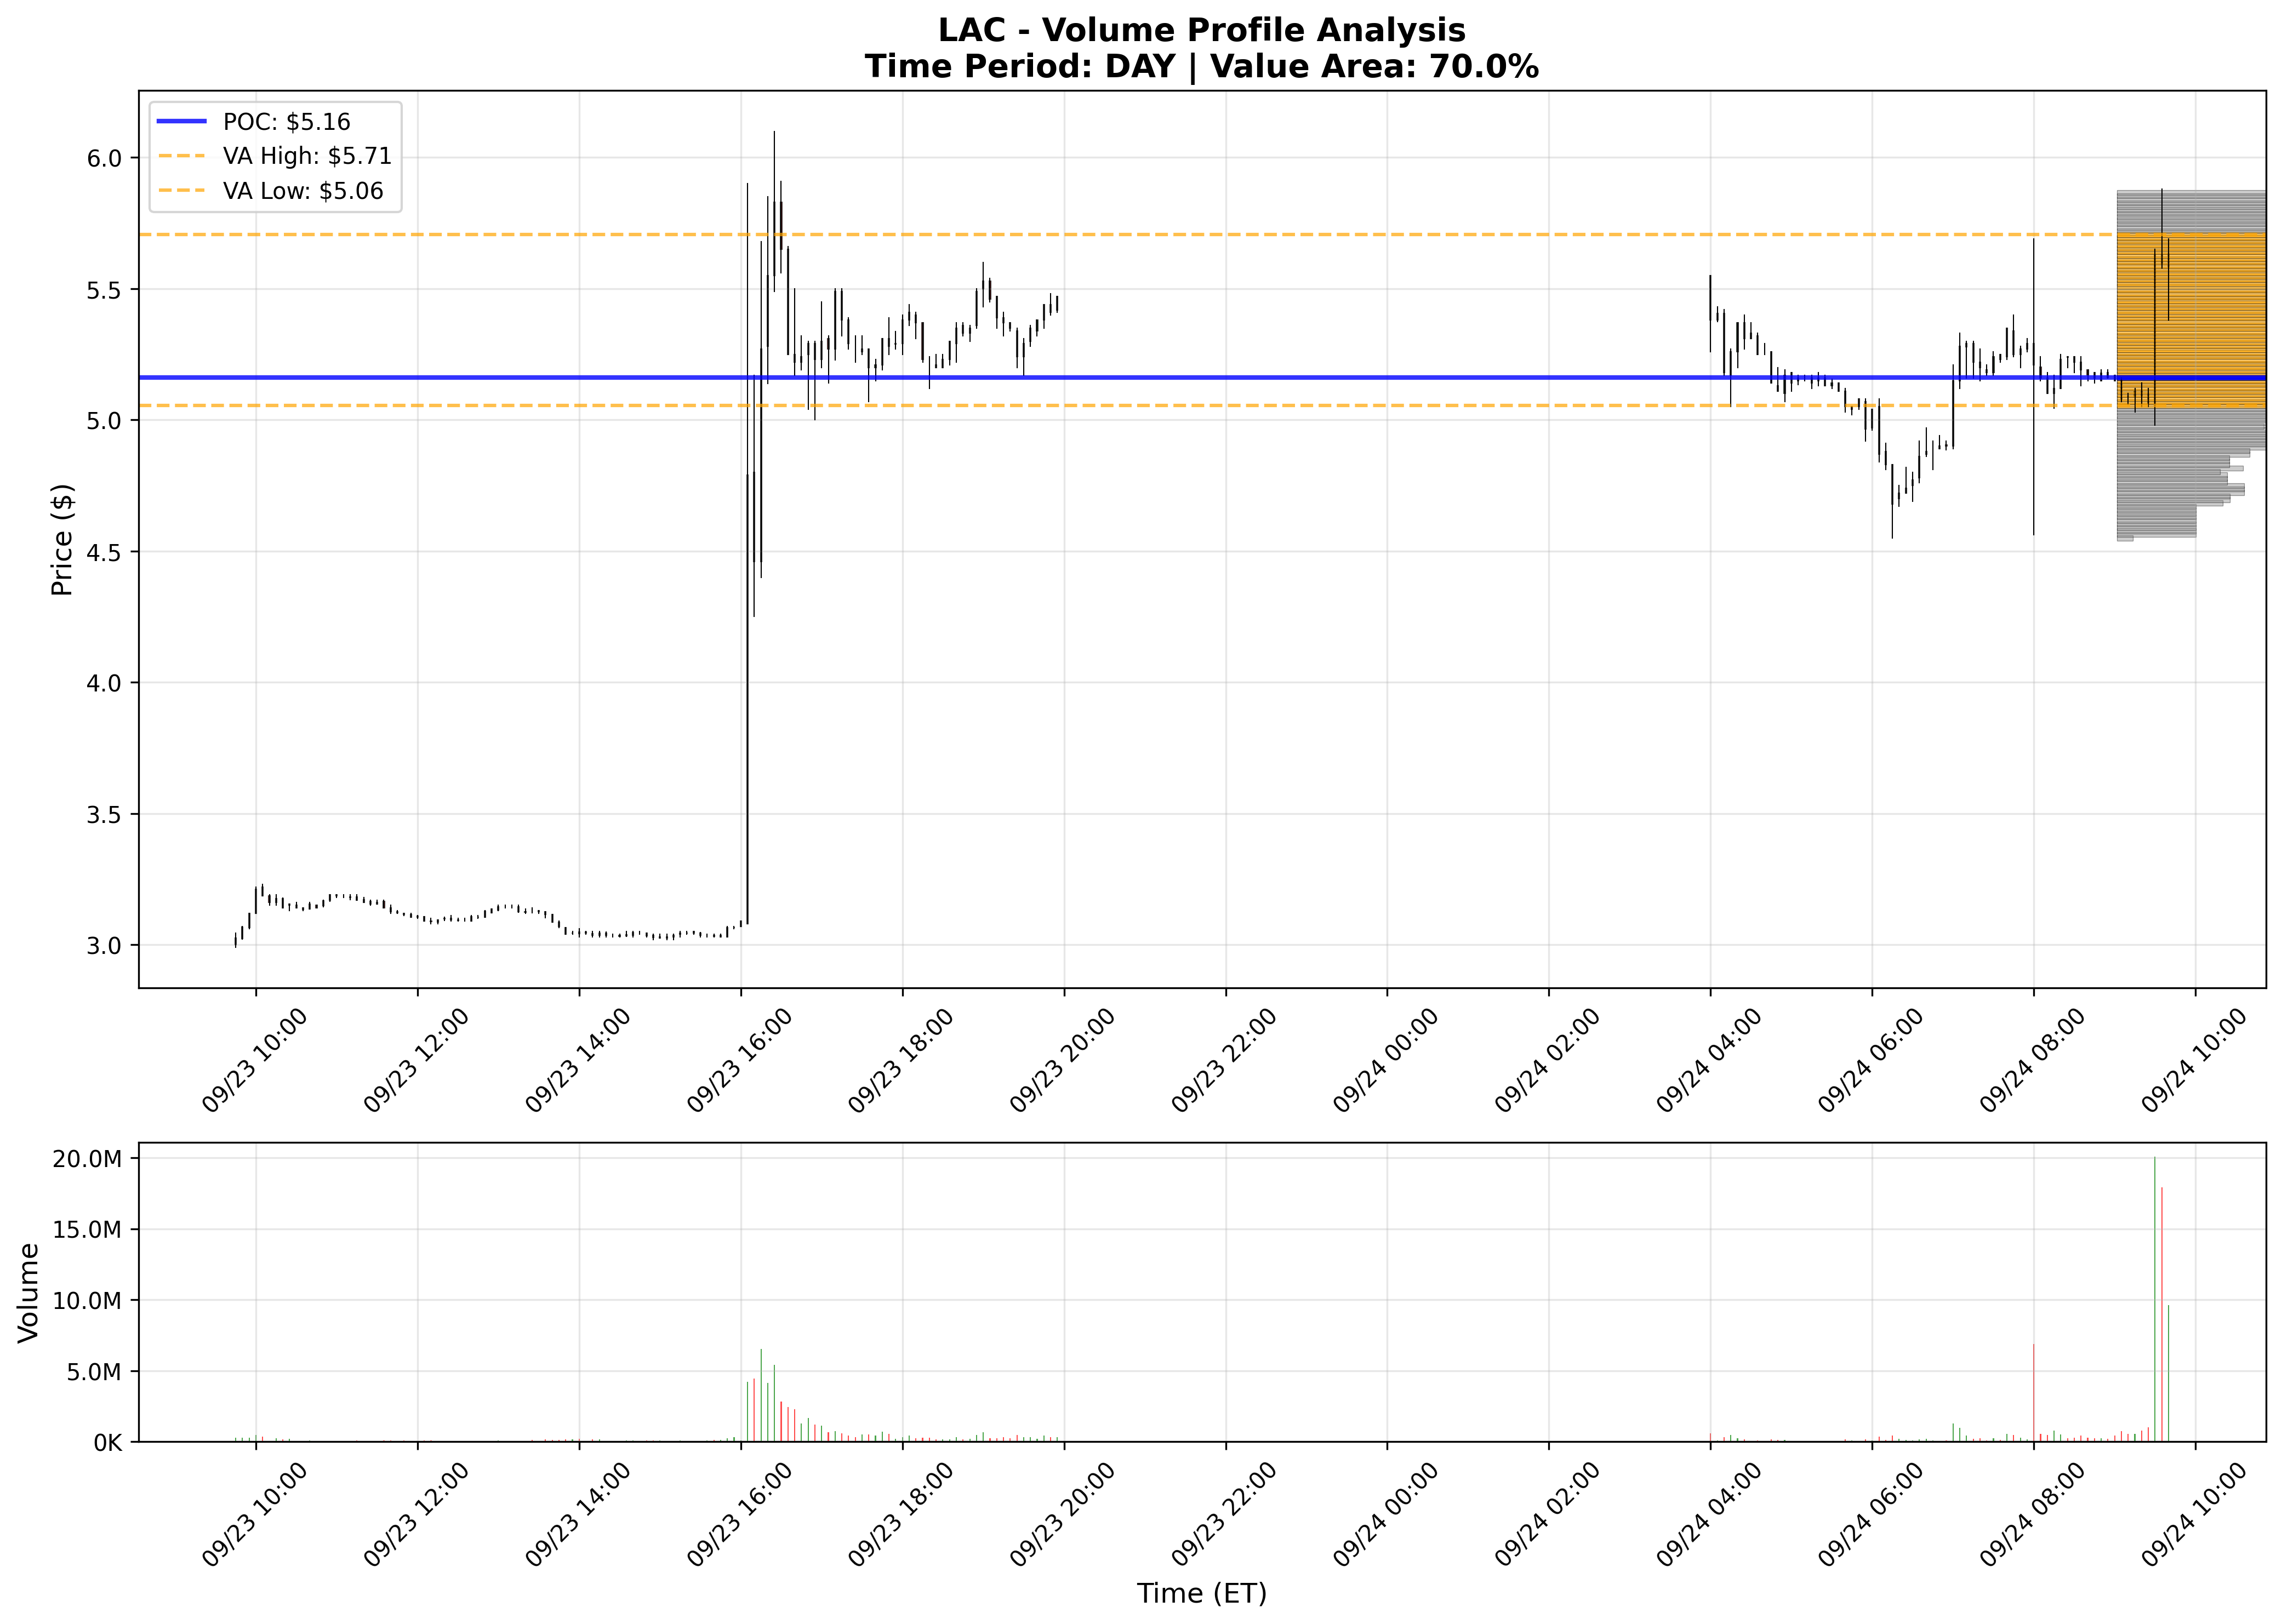 LAC - Volume Profile Analysis
Time Period: DAY | Value Area: 70.0%
POC: $5.16
VA High: $5.71
VA Low: $5.06
Price ($)
6.0
5.5
5.0
4.5
4.0
3.5
3.0
09/23 10:00
09/23 12:00
09/23 14:00
09/23 16:00
09/23 18:00
09/23 20:00
09/23 22:00
09/24 00:00
09/24 02:00
09/24 04:00
09/24 06:00
09/24 08:00
09/24 10:00
Volume
20.0M
15.0M
10.0M
5.0M
0K
09/23 10:00
09/23 12:00
09/23 14:00
09/23 16:00
09/23 18:00
09/23 20:00
09/23 22:00
09/24 00:00
09/24 02:00
09/24 04:00
09/24 06:00
09/24 08:00
09/24 10:00
Time (ET)